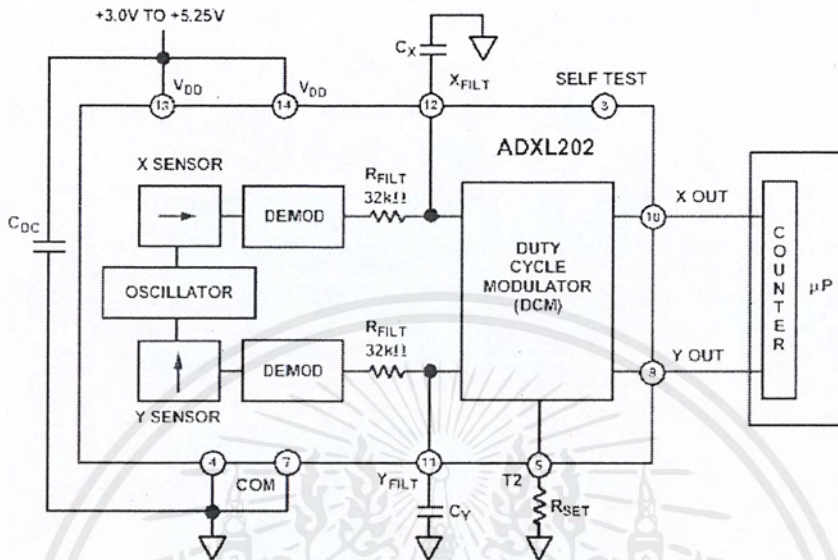 +3.0V TO +5.25V
CX
XFILT
SELF TEST
VDD
VDD
13
14
12
3
ADXL202
X SENSOR
RFILT
32kΩ
DEMOD
X OUT
10
CDC
OSCILLATOR
DUTY
CYCLE
MODULATOR
(DCM)
COUNTER
µP
RFILT
32kΩ
DEMOD
Y OUT
9
Y SENSOR
4
7
11
5
COM
YFILT
T2
CY
RSET